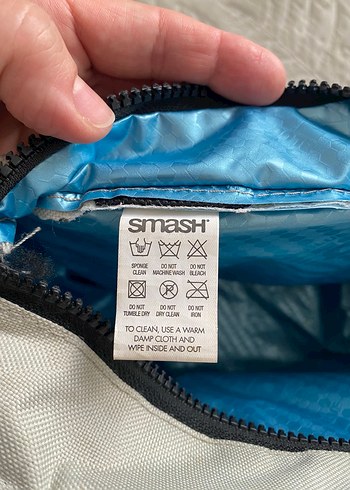 smash
SPONGE CLEAN
DO NOT MACHINE WASH
DO NOT BLEACH
DO NOT TUMBLE DRY
DO NOT DRY CLEAN
DO NOT IRON
TO CLEAN, USE A WARM
DAMP CLOTH AND
WIPE INSIDE AND OUT